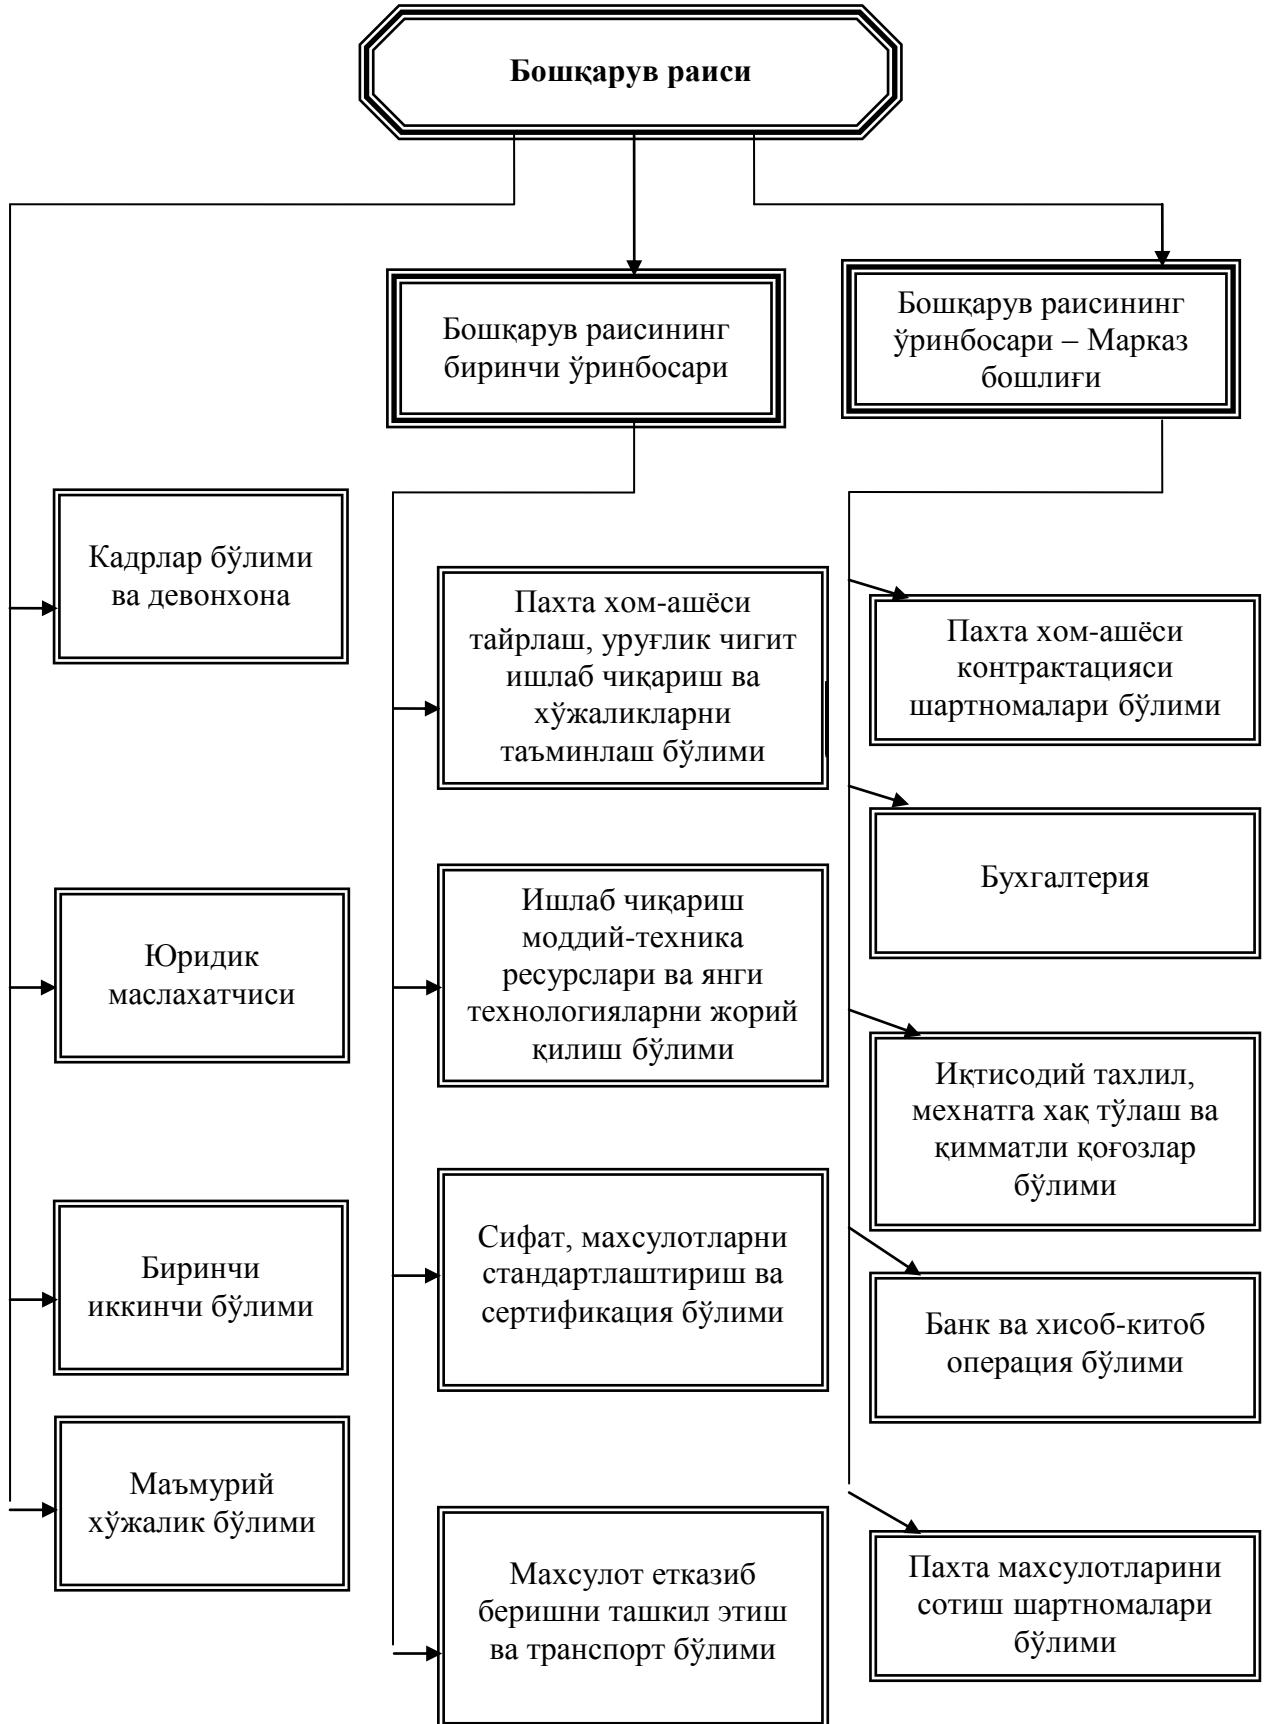 Бошқарув раиси
Бошқарув раисининг
биринчи ўринбосари
Бошқарув раисининг
ўринбосари – Марказ
бошлиғи
Кадрлар бўлими
ва девонхона
Юридик
маслахатчиси
Биринчи
иккинчи бўлими
Маъмурий
хўжалик бўлими
Пахта хом-ашёси
тайрлаш, уруғлик чигит
ишлаб чиқариш ва
хўжаликларни
таъминлаш бўлими
Ишлаб чиқариш
моддий-техника
ресурслари ва янги
технологияларни жорий
қилиш бўлими
Сифат, махсулотларни
стандартлаштириш ва
сертификация бўлими
Махсулот етказиб
беришни ташкил этиш
ва транспорт бўлими
Пахта хом-ашёси
контрактацияси
шартномалари бўлими
Бухгалтерия
Иқтисодий тахлил,
мехнатга хақ тўлаш ва
қимматли қоғозлар
бўлими
Банк ва хисоб-китоб
операция бўлими
Пахта махсулотларини
сотиш шартномалари
бўлими